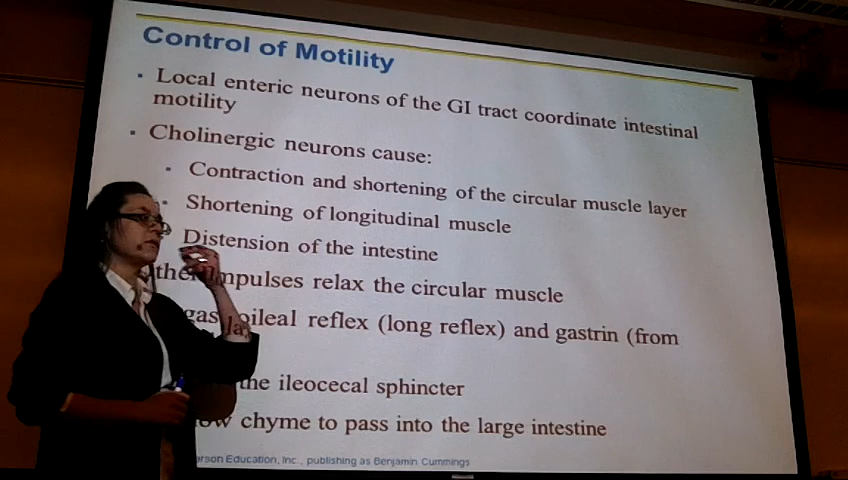 Control of Motility
• Local enteric neurons of the GI tract coordinate intestinal
motility
• Cholinergic neurons cause:
• Contraction and shortening of the circular muscle layer
• Shortening of longitudinal muscle
Distension of the intestine
impulses relax the circular muscle
ileal reflex (long reflex) and gastrin (from
the ileocecal sphincter
chyme to pass into the large intestine
Education, Inc., publishing as Benjamin Cummings